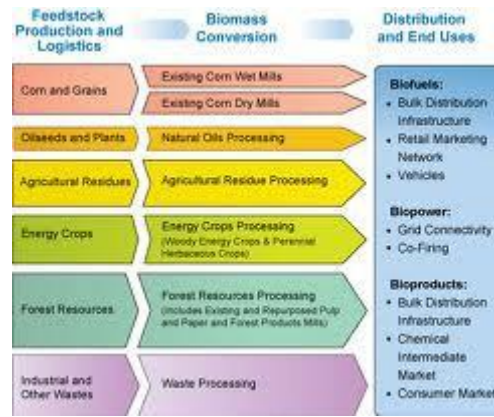 Feedstock
Production and
Logistics
Biomass
Conversion
Distribution
and End Uses
Corn and Grains
Existing Corn Wet Mills
Existing Corn Dry Mills
Oilseeds and Plants
Natural Oils Processing
Agricultural Residues
Agricultural Residue Processing
Energy Crops
Energy Crops Processing
(Woody Energy Crops & Perennial
Herbaceous Crops)
Forest Resources
Forest Resources Processing
(Includes Existing and Repurposed Pulp
and Paper and Forest Products Mills)
Industrial and
Other Wastes
Waste Processing
Biofuels:
• Bulk Distribution
Infrastructure
• Retail Marketing
Network
• Vehicles
Biopower:
• Grid Connectivity
• Co-Firing
Bioproducts:
• Bulk Distribution
Infrastructure
• Chemical
Intermediate
Market
• Consumer Market